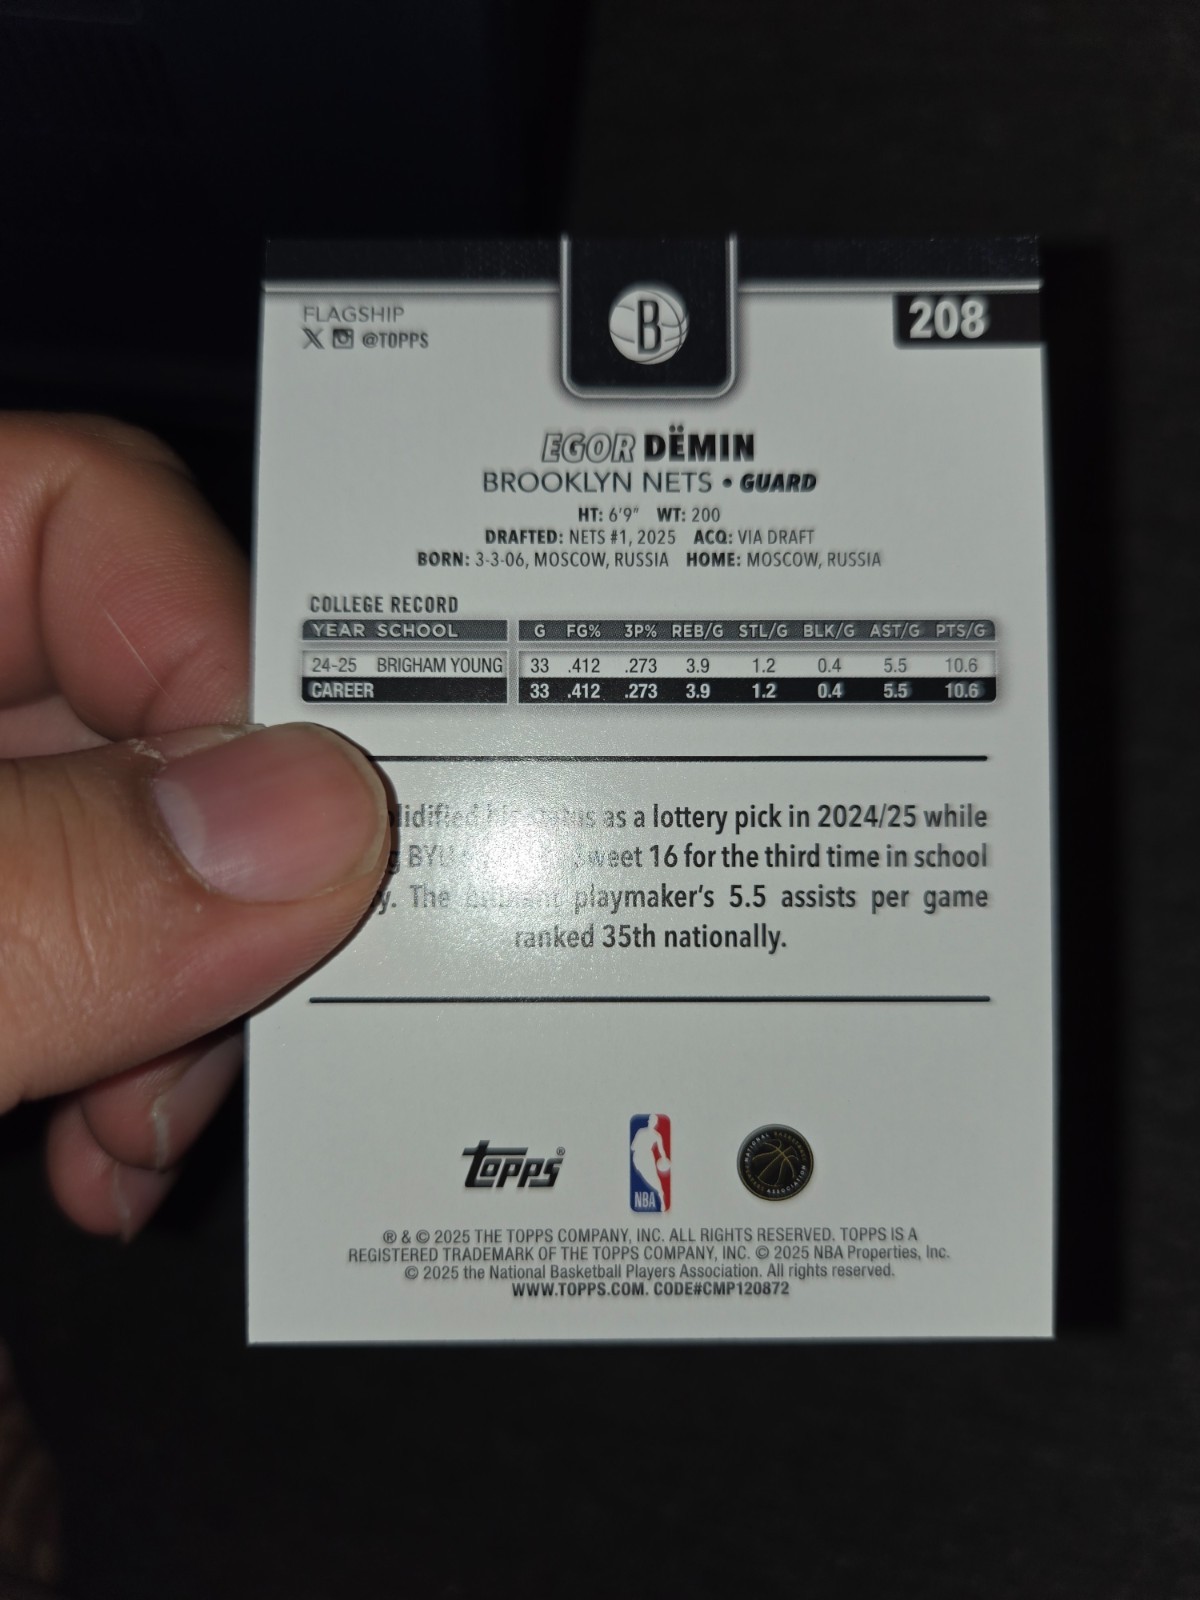 FLAGSHIP
X @TOPPS
B
208
EGOR DËMIN
BROOKLYN NETS • GUARD
HT: 6'9" WT: 200
DRAFTED: NETS #1, 2025 ACQ: VIA DRAFT
BORN: 3-3-06, MOSCOW, RUSSIA HOME: MOSCOW, RUSSIA
COLLEGE RECORD
YEAR SCHOOL G FG% 3P% REB/G STL/G BLK/G AST/G PTS/G
24-25 BRIGHAM YOUNG 33 .412 .273 3.9 1.2 0.4 5.5 10.6
CAREER 33 .412 .273 3.9 1.2 0.4 5.5 10.6
his status as a lottery pick in 2024/25 while
BYU sweet 16 for the third time in school
The playmaker's 5.5 assists per game
ranked 35th nationally.
topps®
NBA
NATIONAL BASKETBALL PLAYERS ASSOCIATION
® & © 2025 THE TOPPS COMPANY, INC. ALL RIGHTS RESERVED. TOPPS IS A
REGISTERED TRADEMARK OF THE TOPPS COMPANY, INC. © 2025 NBA Properties, Inc.
© 2025 the National Basketball Players Association. All rights reserved.
WWW.TOPPS.COM. CODE#CMP120872